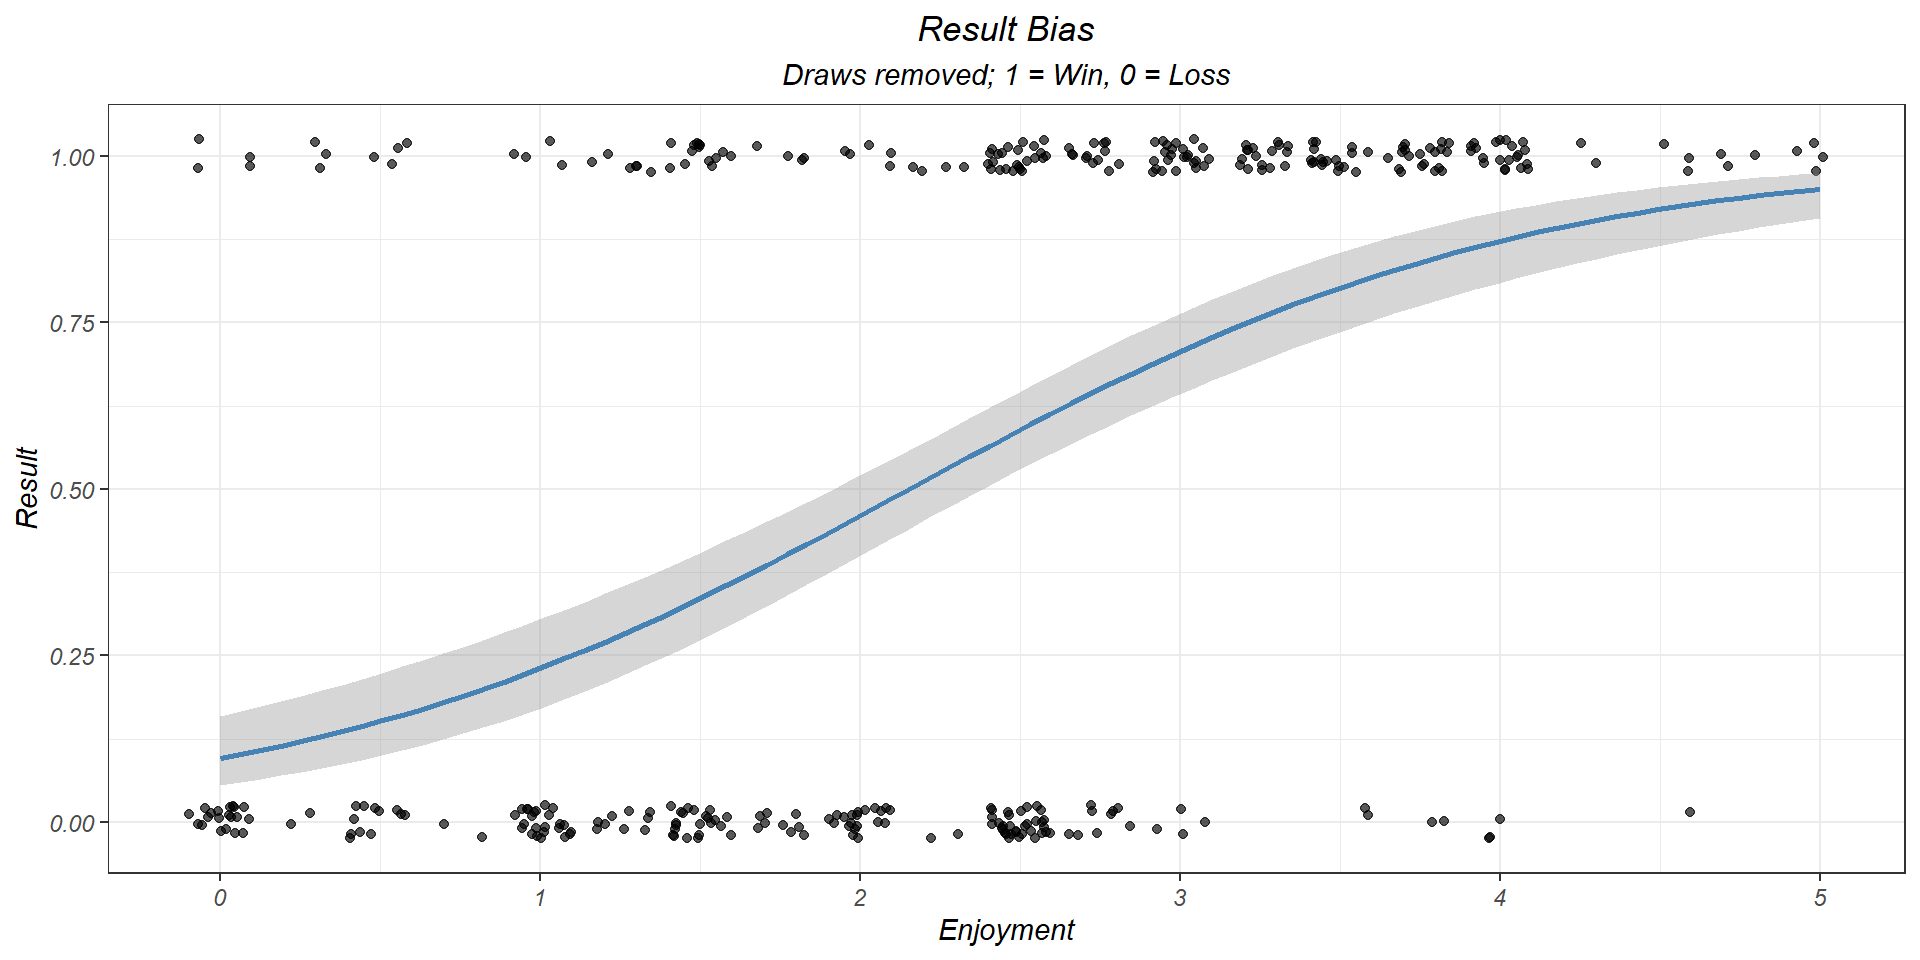 Result Bias
Draws removed; 1 = Win, 0 = Loss
Result
1.00
0.75
0.50
0.25
0.00
0 1 2 3 4 5
Enjoyment